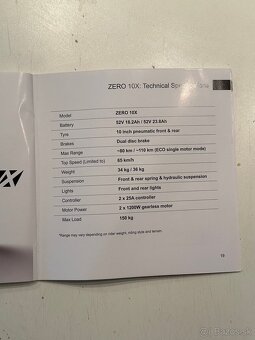 ZERO 10X: Technical Specifications
Model ZERO 10X
Battery 52V 18.2Ah / 52V 23.6Ah
Tyre 10 inch pneumatic front & rear
Brakes Dual disc brake
Max Range ~80 km / ~110 km (ECO single motor mode)
Top Speed (Limited to) 65 km/h
Weight 34 kg / 36 kg
Suspension Front & rear spring & hydraulic suspension
Lights Front and rear lights
Controller 2 x 25A controller
Motor Power 2 x 1200W gearless motor
Max Load 150 kg
*Range may vary depending on rider weight, riding style and terrain.
19
bazos.sk